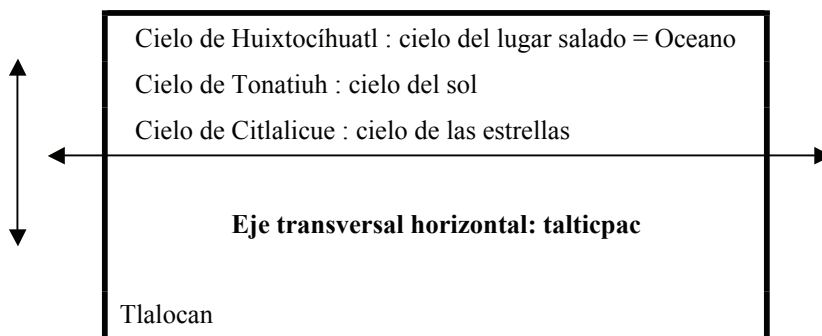 Cielo de Huixtocíhuatl : cielo del lugar salado = Oceano
Cielo de Tonatiuh : cielo del sol
Cielo de Citlalicue : cielo de las estrellas
Eje transversal horizontal: talticpac
Tlalocan